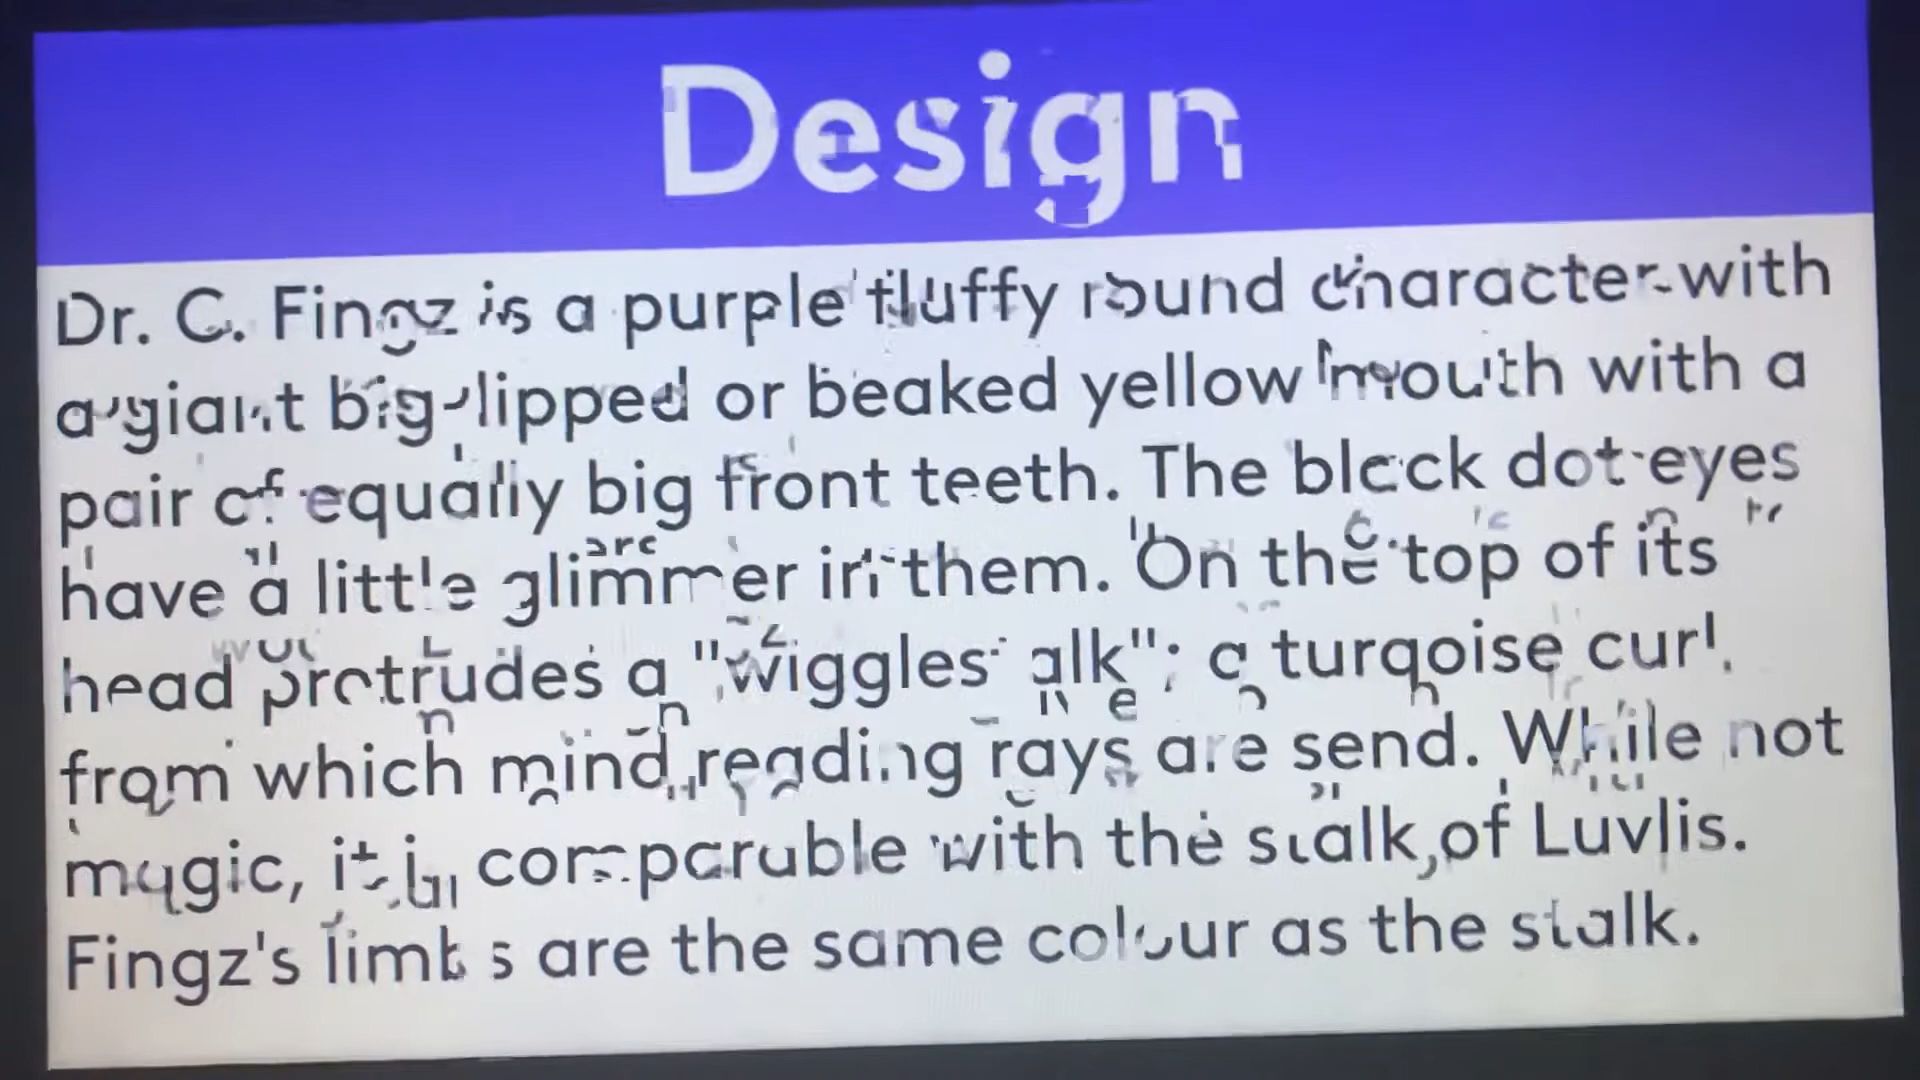 Design
Dr. C. Fingz is a purple fluffy round character with
a giant big-lipped or beaked yellow mouth with a
pair of equally big front teeth. The black dot eyes
have a little glimmer in them. On the top of its
head protrudes a "wigglestalk"; a turqoise curl,
from which mind reading rays are send. While not
magic, it is comparable with the stalk of Luvlis.
Fingz's limbs are the same colour as the stalk.